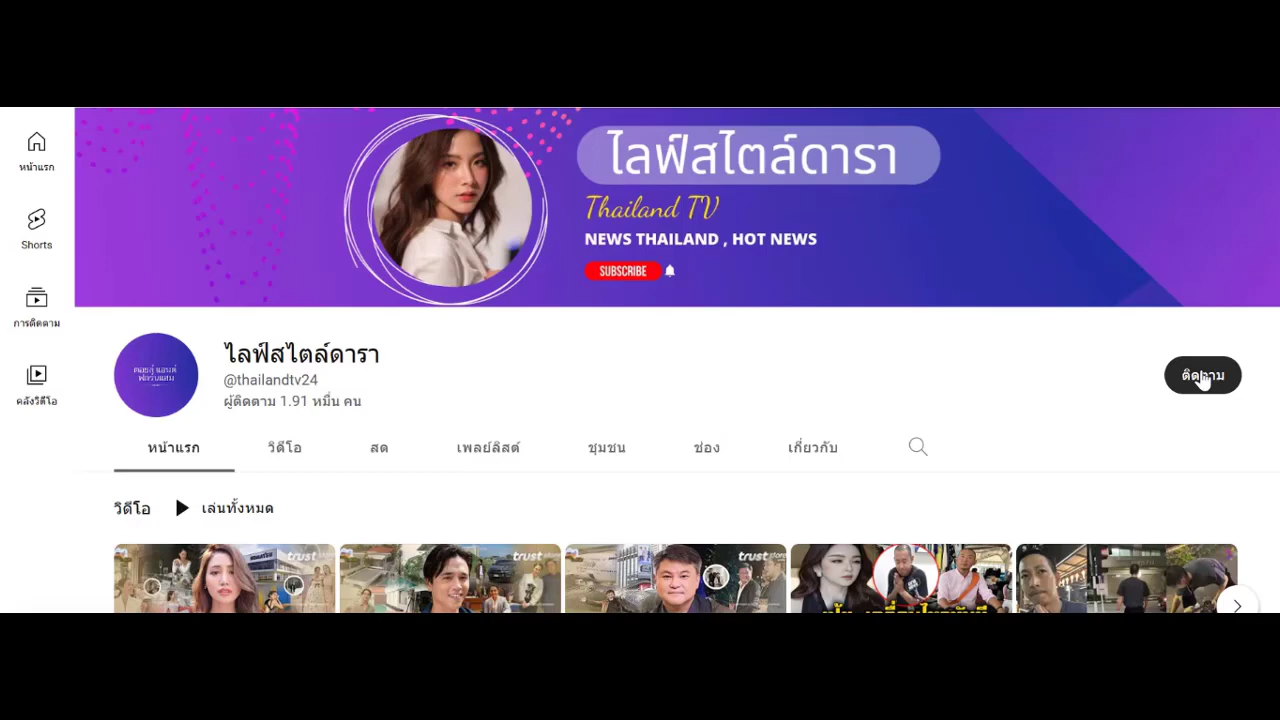 ไลฟ์สไตล์ดารา
Thailand TV
NEWS THAILAND , HOT NEWS
SUBSCRIBE
หน้าแรก
Shorts
การติดตาม
คลังวิดีโอ
ไลฟ์สไตล์ดารา
@thailandtv24
ผู้ติดตาม 1.91 หมื่น คน
ติดตาม
หน้าแรก วิดีโอ สด เพลย์ลิสต์ ชุมชน ช่อง เกี่ยวกับ
วิดีโอ เล่นทั้งหมด
trust
trust
trust